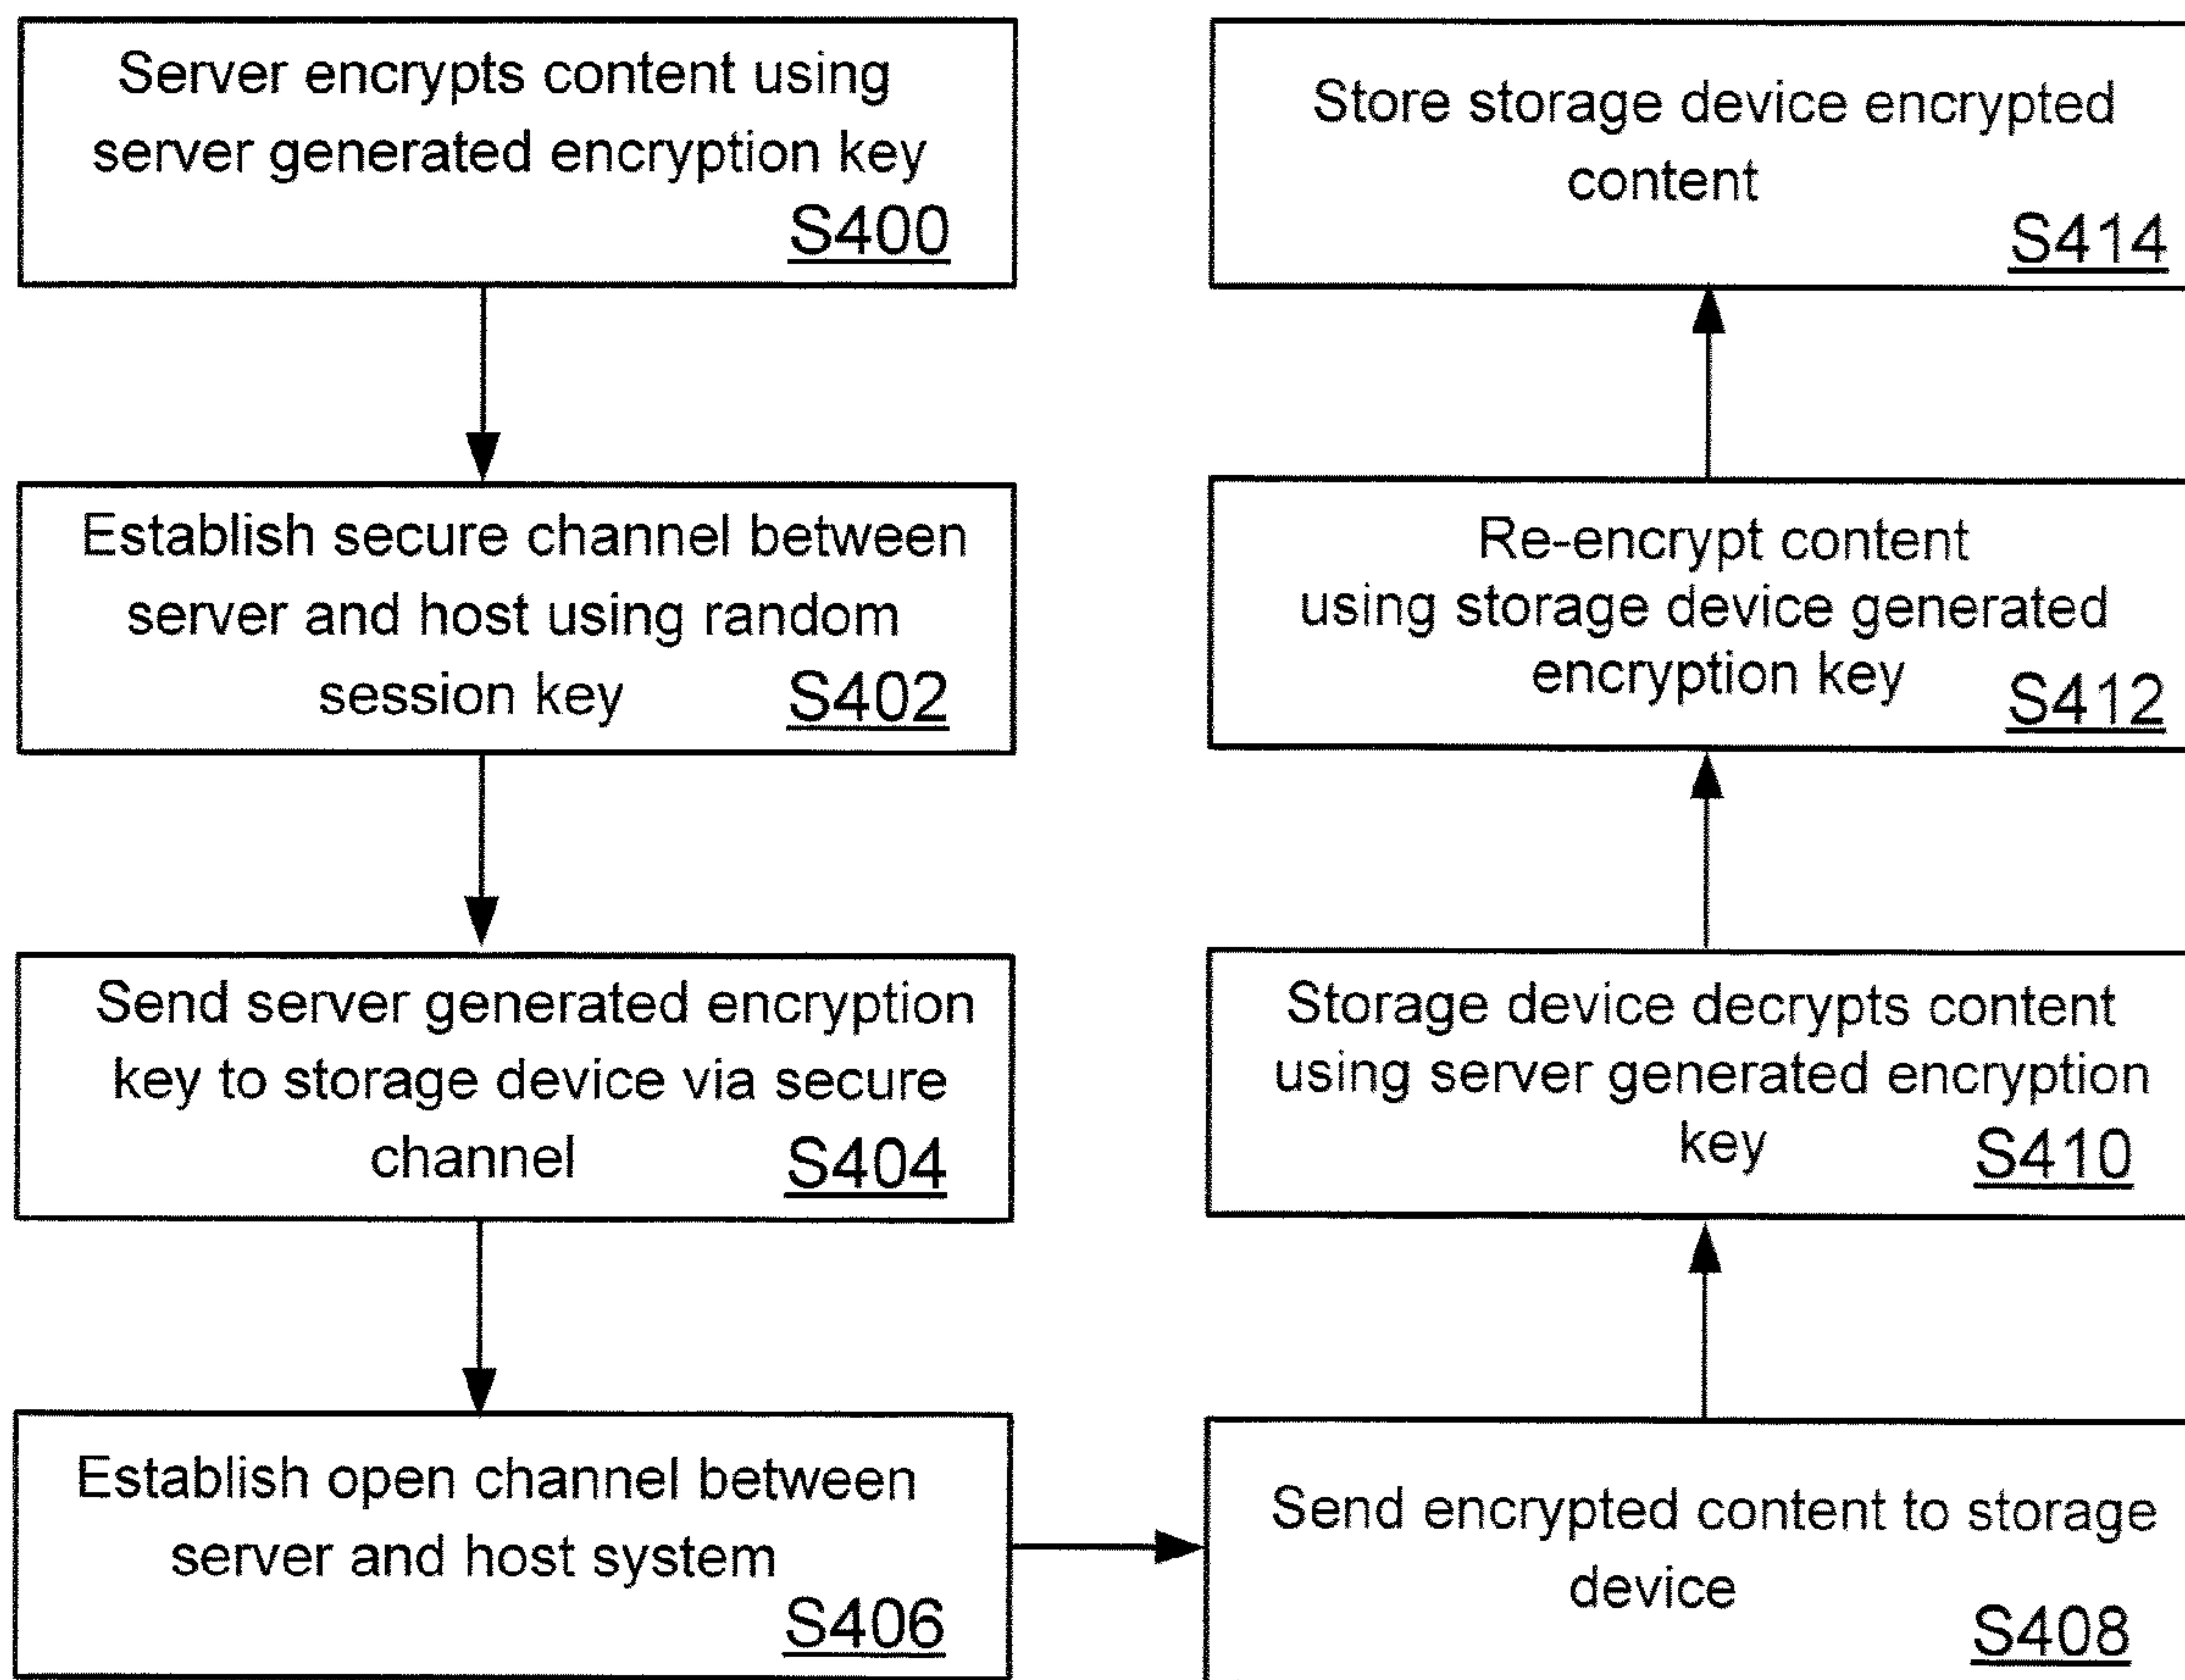 Server encrypts content using
server generated encryption key
S400
Establish secure channel between
server and host using random
session key S402
Send server generated encryption
key to storage device via secure
channel S404
Establish open channel between
server and host system
S406
Send encrypted content to storage
device
S408
Storage device decrypts content
using server generated encryption
key S410
Re-encrypt content
using storage device generated
encryption key S412
Store storage device encrypted
content
S414